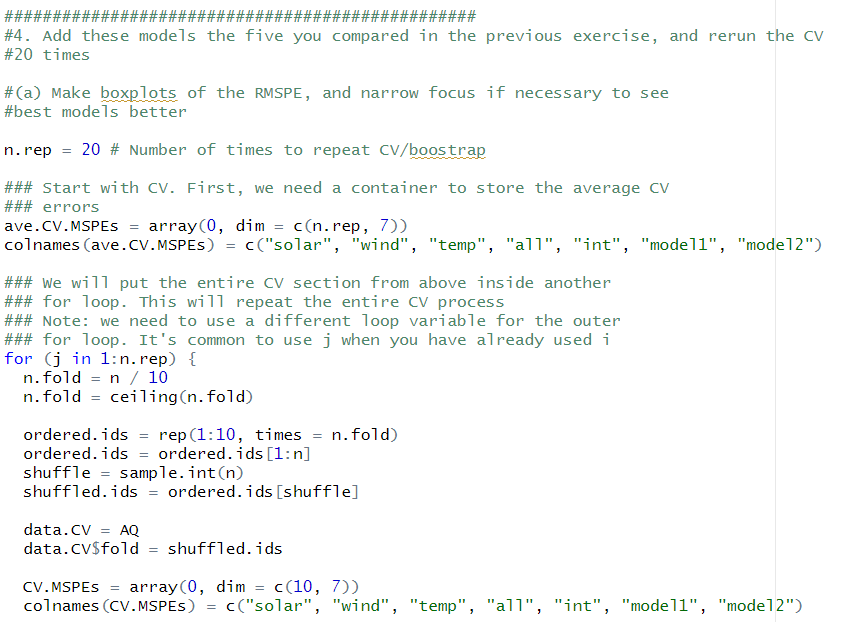 #################################################
#4. Add these models the five you compared in the previous exercise, and rerun the CV
#20 times
#(a) Make boxplots of the RMSPE, and narrow focus if necessary to see
#best models better
n.rep = 20 # Number of times to repeat CV/boostrap
### Start with CV. First, we need a container to store the average CV
### errors
ave.CV.MSPEs = array(0, dim = c(n.rep, 7))
colnames(ave.CV.MSPEs) = c("solar", "wind", "temp", "all", "int", "model1", "model2")
### We will put the entire CV section from above inside another
### for loop. This will repeat the entire CV process
### Note: we need to use a different loop variable for the outer
### for loop. It's common to use j when you have already used i
for (j in 1:n.rep) {
  n.fold = n / 10
  n.fold = ceiling(n.fold)
  ordered.ids = rep(1:10, times = n.fold)
  ordered.ids = ordered.ids[1:n]
  shuffle = sample.int(n)
  shuffled.ids = ordered.ids[shuffle]
  data.CV = AQ
  data.CV$fold = shuffled.ids
  CV.MSPEs = array(0, dim = c(10, 7))
  colnames(CV.MSPEs) = c("solar", "wind", "temp", "all", "int", "model1", "model2")